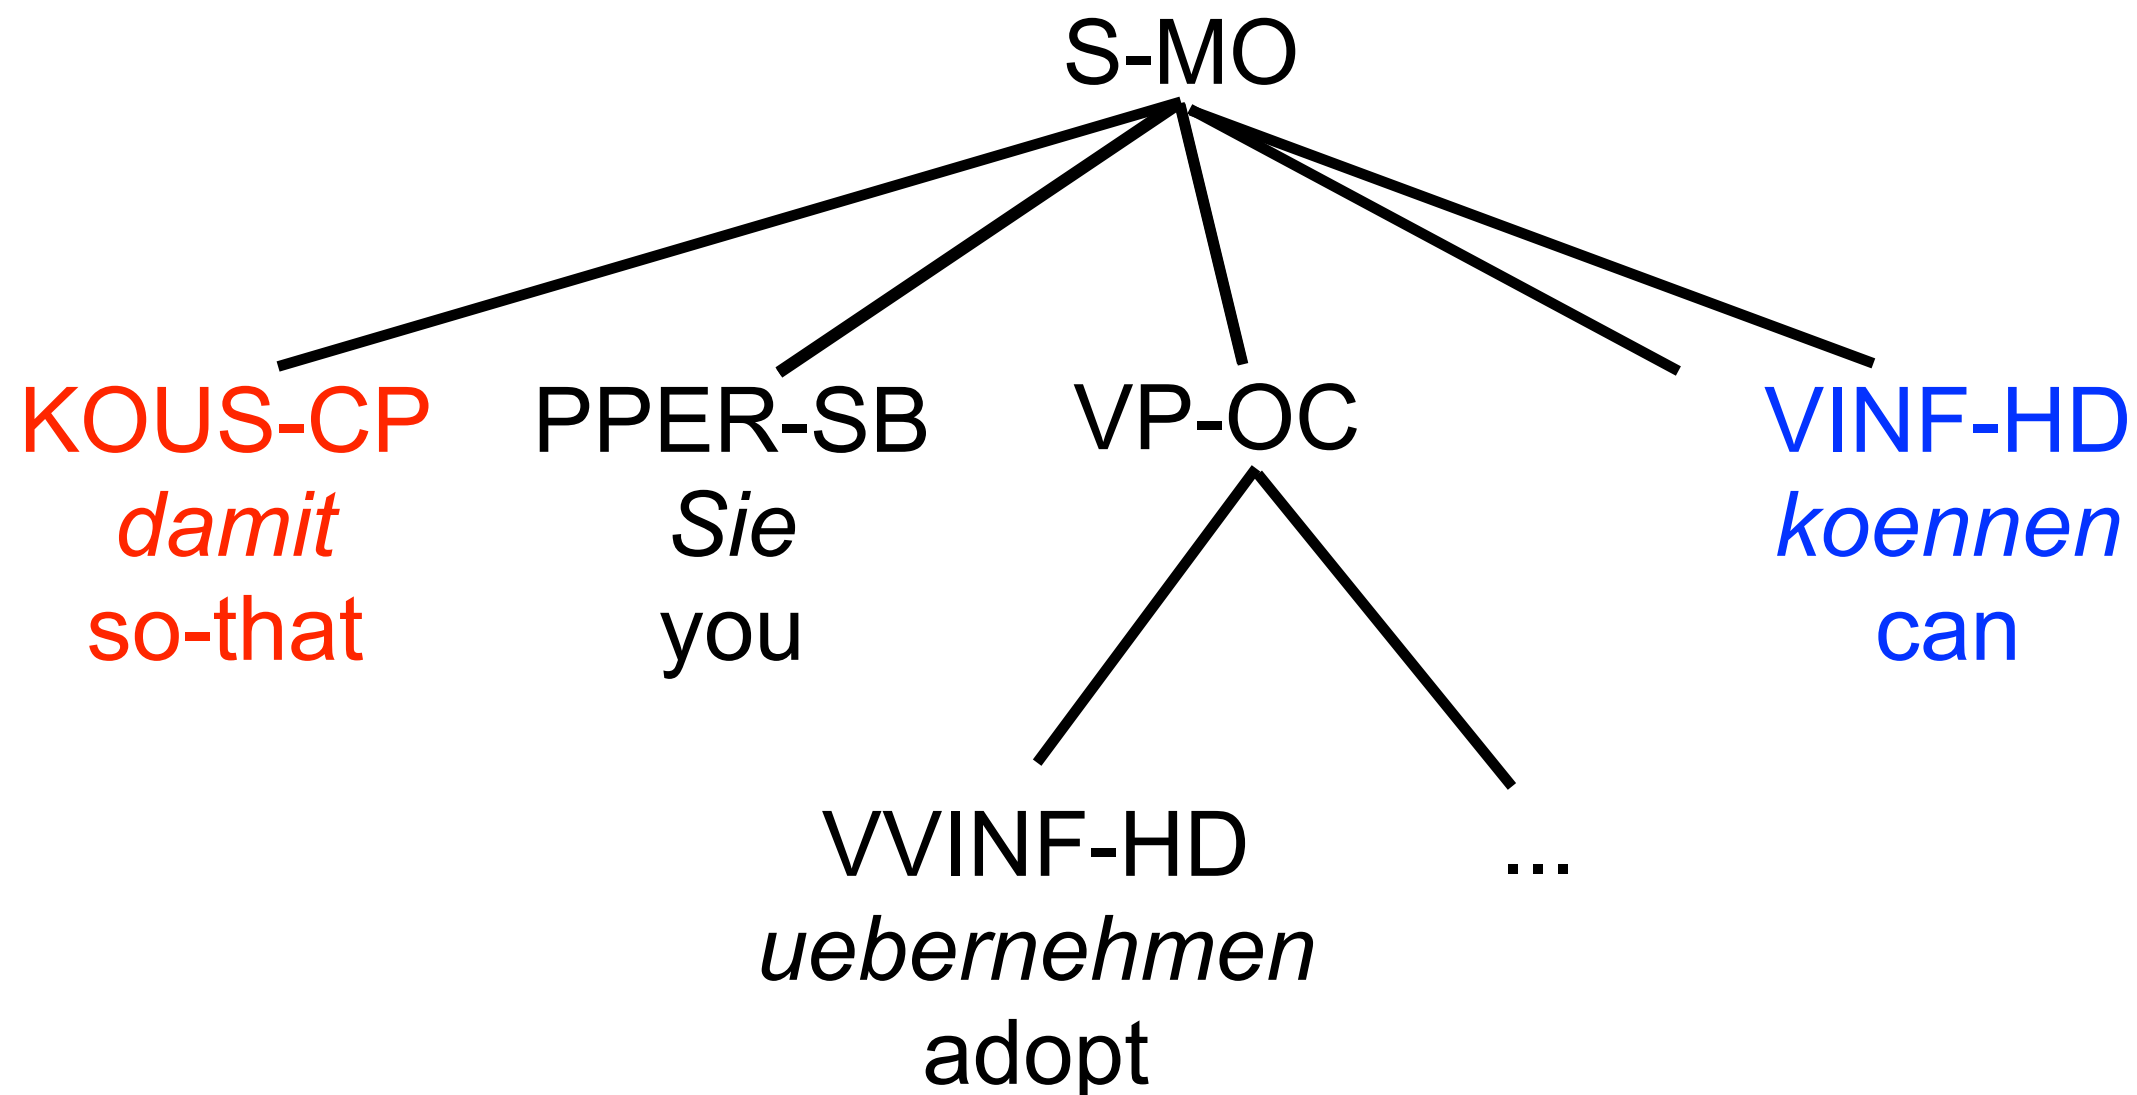 S-MO
KOUS-CP PPER-SB VP-OC VINF-HD
damit Sie koennen
so-that you can
VVINF-HD ...
uebernehmen
adopt